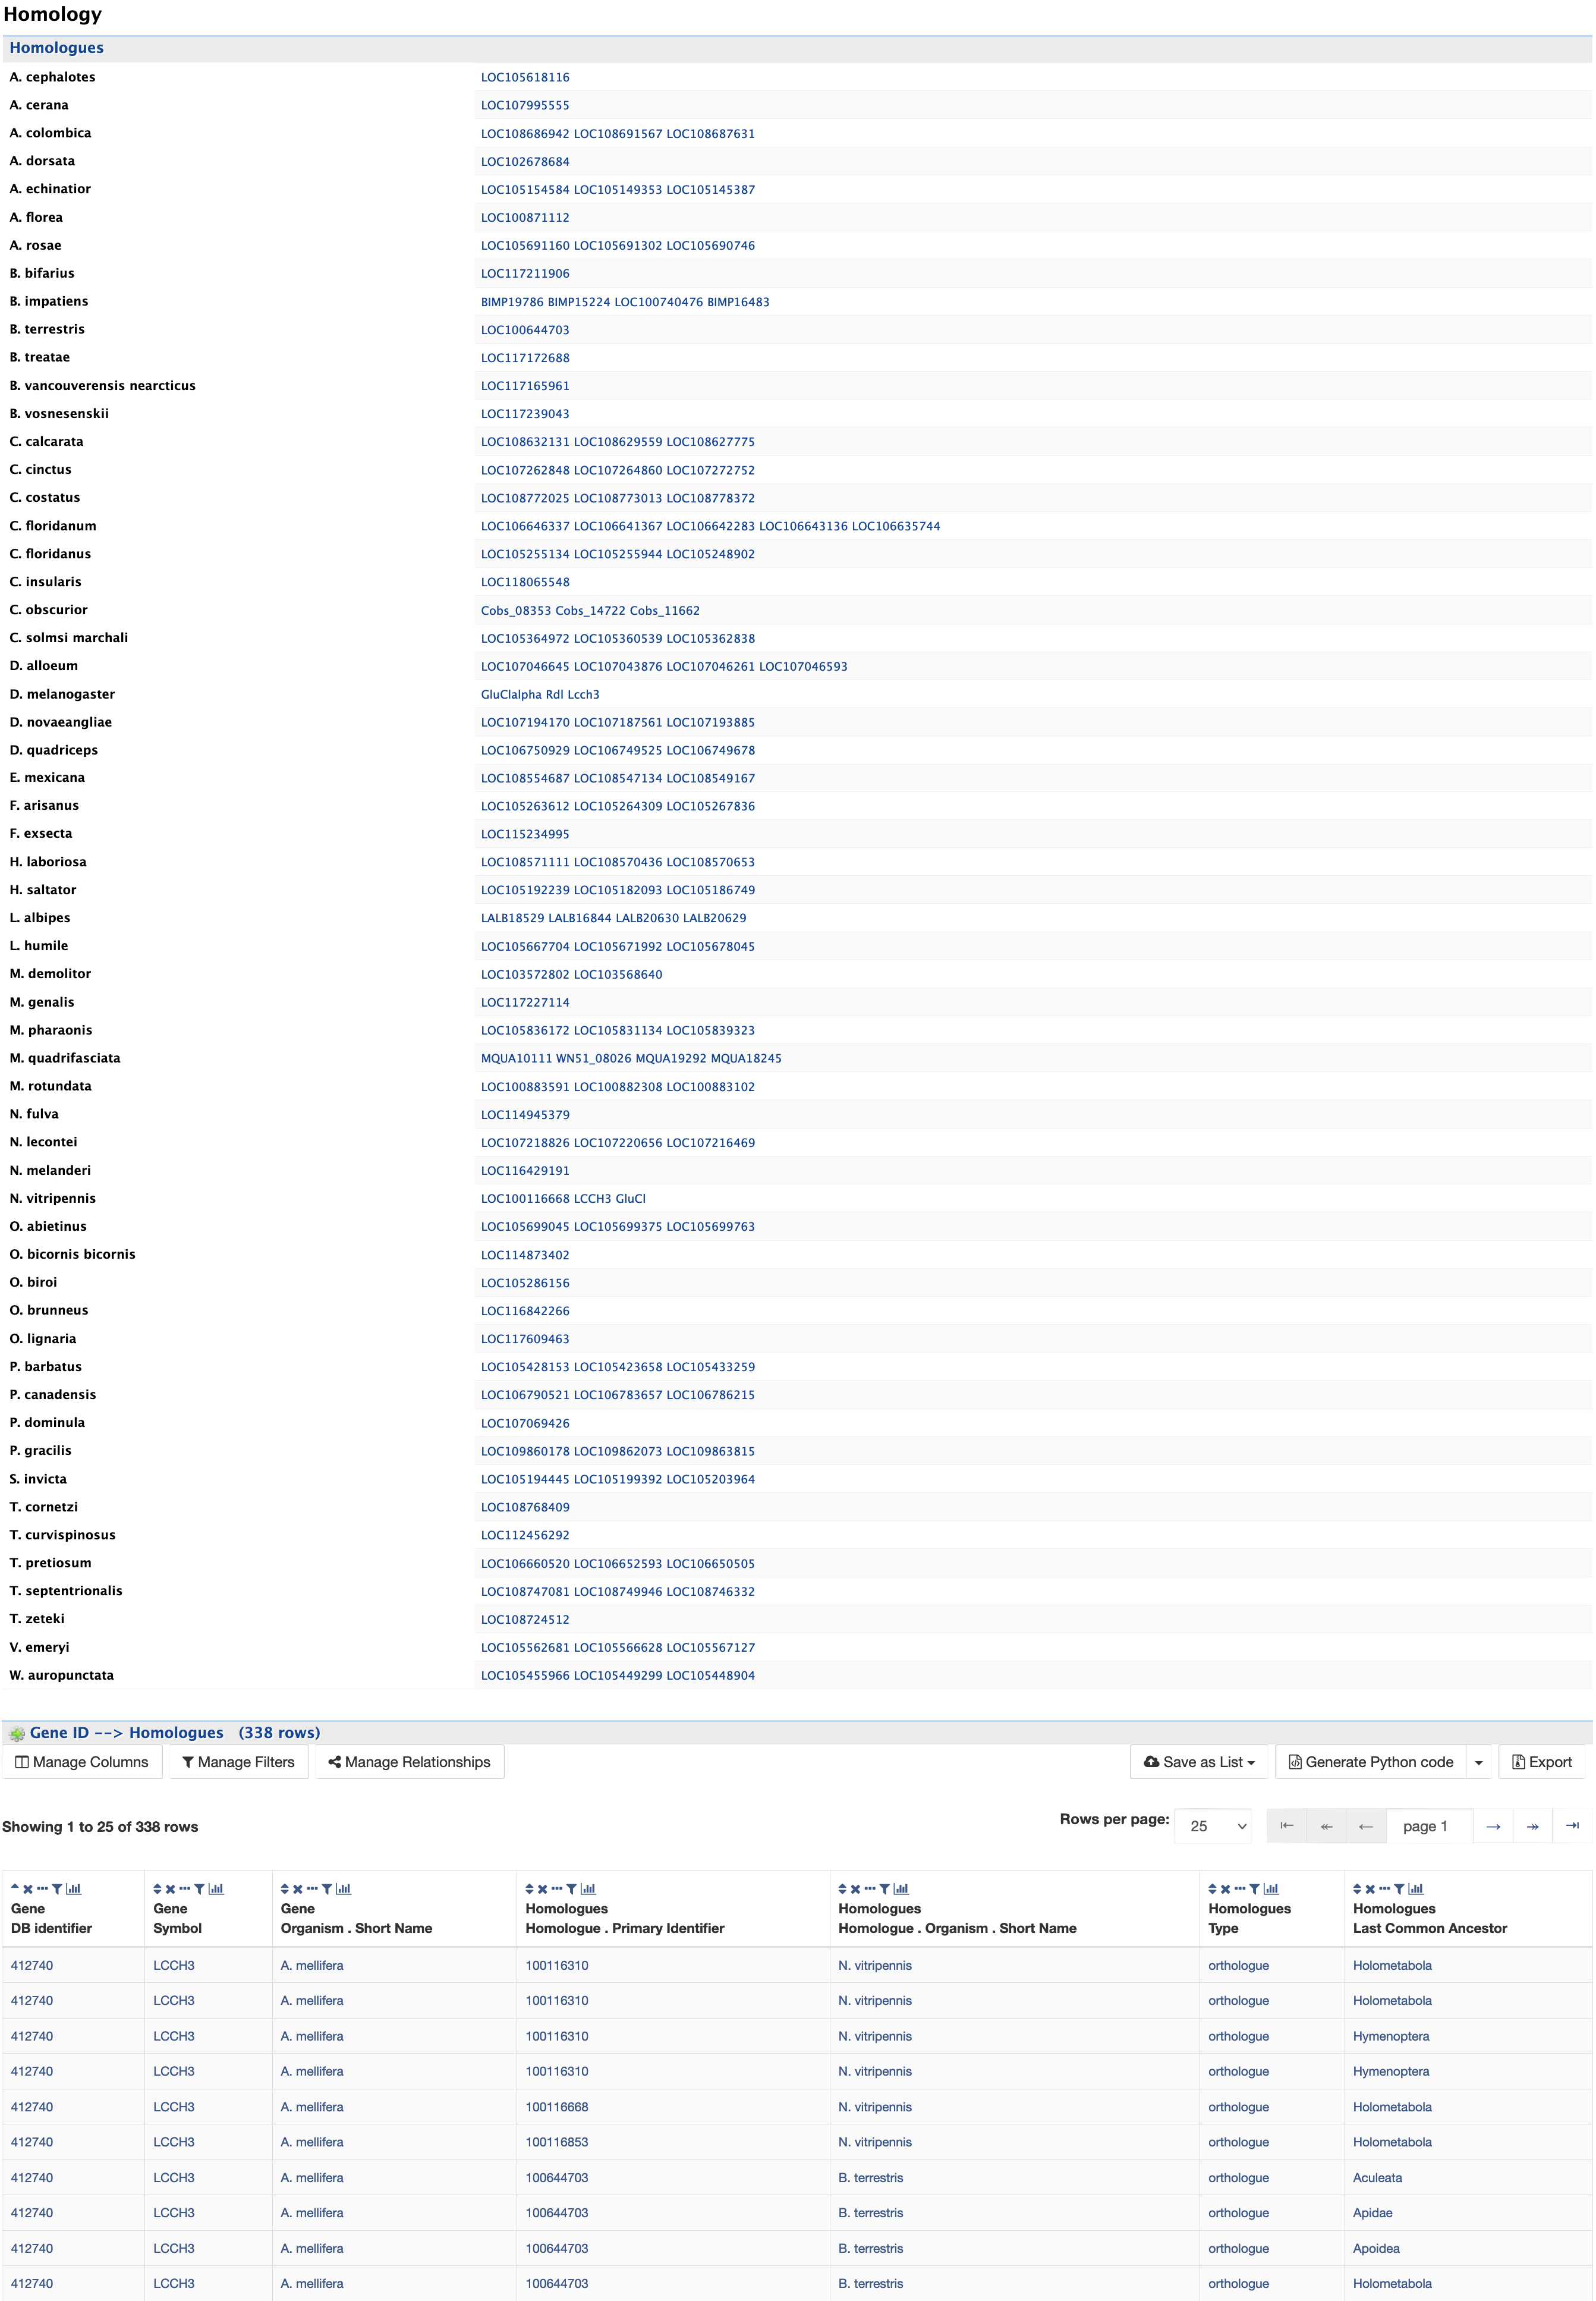 Homology
Homologues
A. cephalotes LOC105618116
A. cerana LOC107995555
A. colombica LOC108686942 LOC108691567 LOC108687631
A. dorsata LOC102678684
A. echinatior LOC105154584 LOC105149353 LOC105145387
A. florea LOC100871112
A. rosae LOC105691160 LOC105691302 LOC105690746
B. bifarius LOC117211906
B. impatiens BIMP19786 BIMP15224 LOC100740476 BIMP16483
B. terrestris LOC100644703
B. treatae LOC117172688
B. vancouverensis nearcticus LOC117165961
B. vosnesenskii LOC117239043
C. calcarata LOC108632131 LOC108629559 LOC108627775
C. cinctus LOC107262848 LOC107264860 LOC107272752
C. costatus LOC108772025 LOC108773013 LOC108778372
C. floridanum LOC106646337 LOC106641367 LOC106642283 LOC106643136 LOC106635744
C. floridanus LOC105255134 LOC105255944 LOC105248902
C. insularis LOC118065548
C. obscurior Cobs_08353 Cobs_14722 Cobs_11662
C. solmsi marchali LOC105364972 LOC105360539 LOC105362838
D. alloeum LOC107046645 LOC107043876 LOC107046261 LOC107046593
D. melanogaster GluClalpha Rdl Lcch3
D. novaeangliae LOC107194170 LOC107187561 LOC107193885
D. quadriceps LOC106750929 LOC106749525 LOC106749678
E. mexicana LOC108554687 LOC108547134 LOC108549167
F. arisanus LOC105263612 LOC105264309 LOC105267836
F. exsecta LOC115234995
H. laboriosa LOC108571111 LOC108570436 LOC108570653
H. saltator LOC105192239 LOC105182093 LOC105186749
L. albipes LALB18529 LALB16844 LALB20630 LALB20629
L. humile LOC105667704 LOC105671992 LOC105678045
M. demolitor LOC103572802 LOC103568640
M. genalis LOC117227114
M. pharaonis LOC105836172 LOC105831134 LOC105839323
M. quadrifasciata MQUA10111 WN51_08026 MQUA19292 MQUA18245
M. rotundata LOC100883591 LOC100882308 LOC100883102
N. fulva LOC114945379
N. lecontei LOC107218826 LOC107220656 LOC107216469
N. melanderi LOC116429191
N. vitripennis LOC100116668 LCCH3 GluCl
O. abietinus LOC105699045 LOC105699375 LOC105699763
O. bicornis bicornis LOC114873402
O. biroi LOC105286156
O. brunneus LOC116842266
O. lignaria LOC117609463
P. barbatus LOC105428153 LOC105423658 LOC105433259
P. canadensis LOC106790521 LOC106783657 LOC106786215
P. dominula LOC107069426
P. gracilis LOC109860178 LOC109862073 LOC109863815
S. invicta LOC105194445 LOC105199392 LOC105203964
T. cornetzi LOC108768409
T. curvispinosus LOC112456292
T. pretiosum LOC106660520 LOC106652593 LOC106650505
T. septentrionalis LOC108747081 LOC108749946 LOC108746332
T. zeteki LOC108724512
V. emeryi LOC105562681 LOC105566628 LOC105567127
W. auropunctata LOC105455966 LOC105449299 LOC105448904
Gene ID --> Homologues (338 rows)
Manage Columns Manage Filters Manage Relationships Save as List Generate Python code Export
Showing 1 to 25 of 338 rows Rows per page: 25 page 1
Gene Gene Gene Homologues Homologues Homologues Homologues
DB identifier Symbol Organism . Short Name Homologue . Primary Identifier Homologue . Organism . Short Name Type Last Common Ancestor
412740 LCCH3 A. mellifera 100116310 N. vitripennis orthologue Holometabola
412740 LCCH3 A. mellifera 100116310 N. vitripennis orthologue Holometabola
412740 LCCH3 A. mellifera 100116310 N. vitripennis orthologue Hymenoptera
412740 LCCH3 A. mellifera 100116310 N. vitripennis orthologue Hymenoptera
412740 LCCH3 A. mellifera 100116668 N. vitripennis orthologue Holometabola
412740 LCCH3 A. mellifera 100116853 N. vitripennis orthologue Holometabola
412740 LCCH3 A. mellifera 100644703 B. terrestris orthologue Aculeata
412740 LCCH3 A. mellifera 100644703 B. terrestris orthologue Apidae
412740 LCCH3 A. mellifera 100644703 B. terrestris orthologue Apoidea
412740 LCCH3 A. mellifera 100644703 B. terrestris orthologue Holometabola